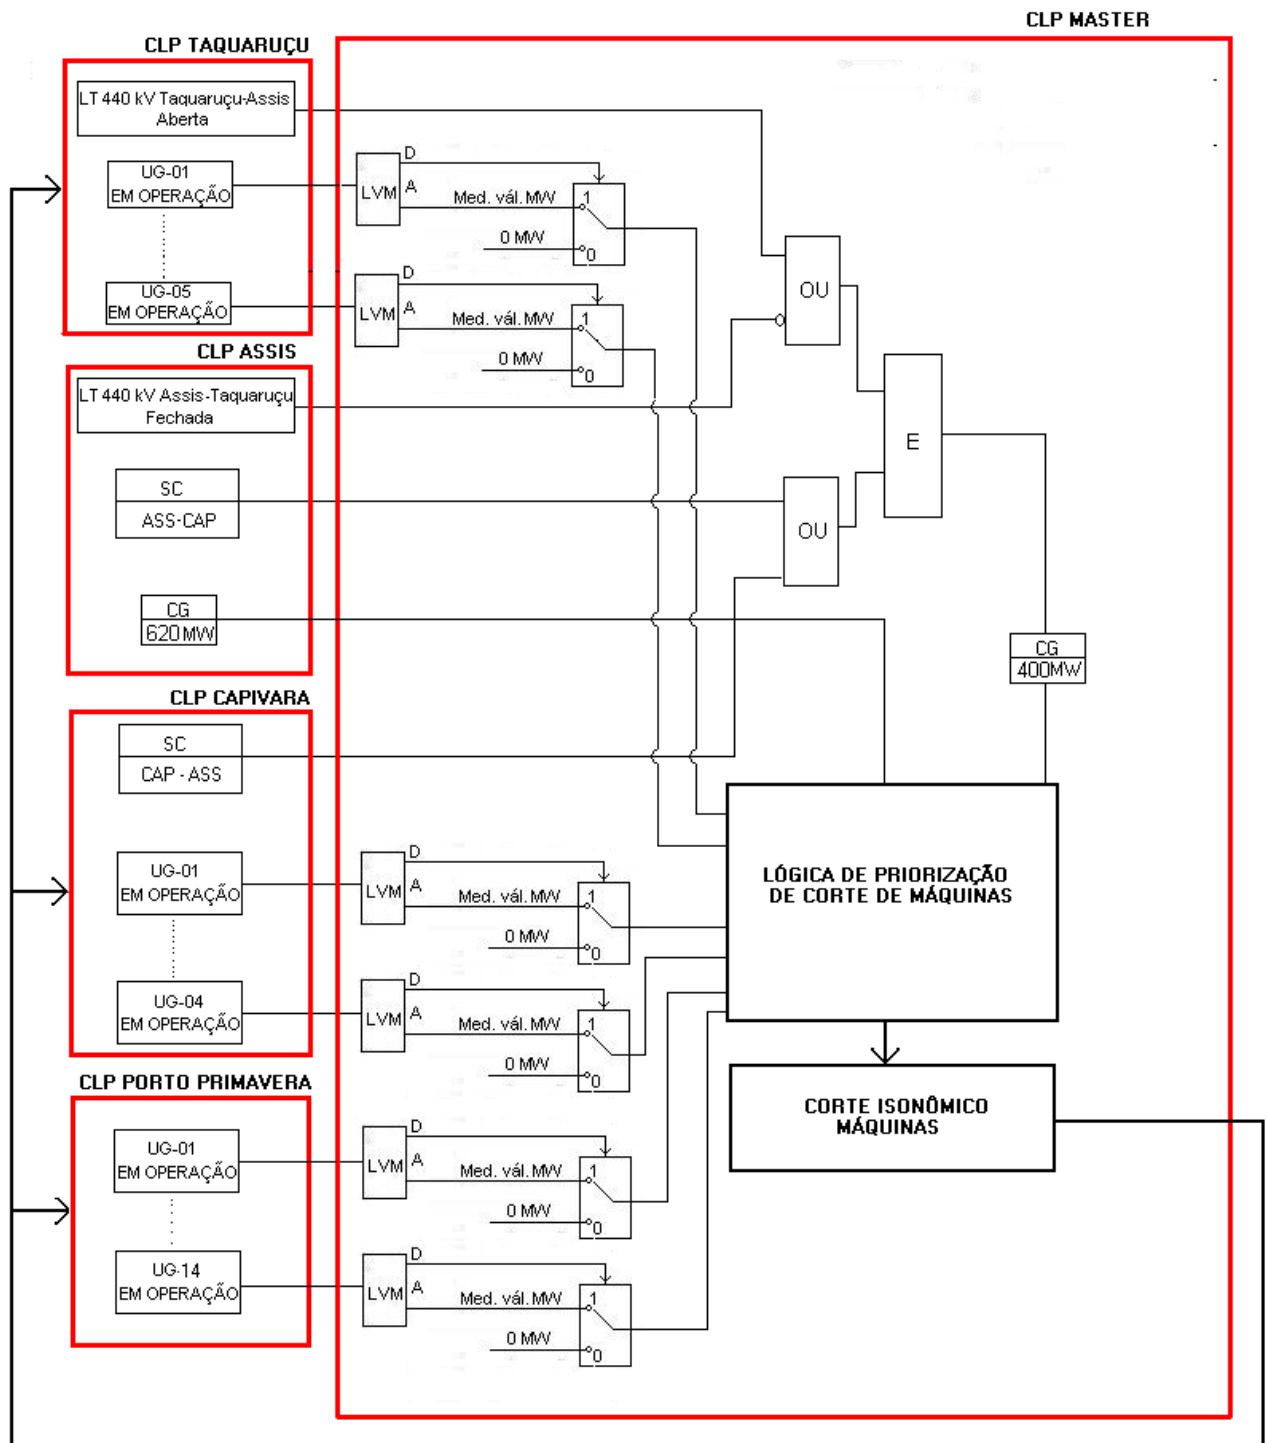 CLP MASTER
CLP TAQUARUÇU
LT 440 kV Taquaruçu-Assis
Aberta
UG-01
EM OPERAÇÃO
LVM
D
A
Med. vál. MW
1
0 MW
0
UG-05
EM OPERAÇÃO
LVM
D
A
Med. vál. MW
1
0 MW
0
OU
CLP ASSIS
LT 440 kV Assis-Taquaruçu
Fechada
E
SC
ASS-CAP
OU
CG
620 MW
CG
400MW
CLP CAPIVARA
SC
CAP - ASS
UG-01
EM OPERAÇÃO
LVM
D
A
Med. vál. MW
1
0 MW
0
LÓGICA DE PRIORIZAÇÃO
DE CORTE DE MÁQUINAS
UG-04
EM OPERAÇÃO
LVM
D
A
Med. vál. MW
1
0 MW
0
CLP PORTO PRIMAVERA
CORTE ISONÔMICO
MÁQUINAS
UG-01
EM OPERAÇÃO
LVM
D
A
Med. vál. MW
1
0 MW
0
UG-14
EM OPERAÇÃO
LVM
D
A
Med. vál. MW
1
0 MW
0